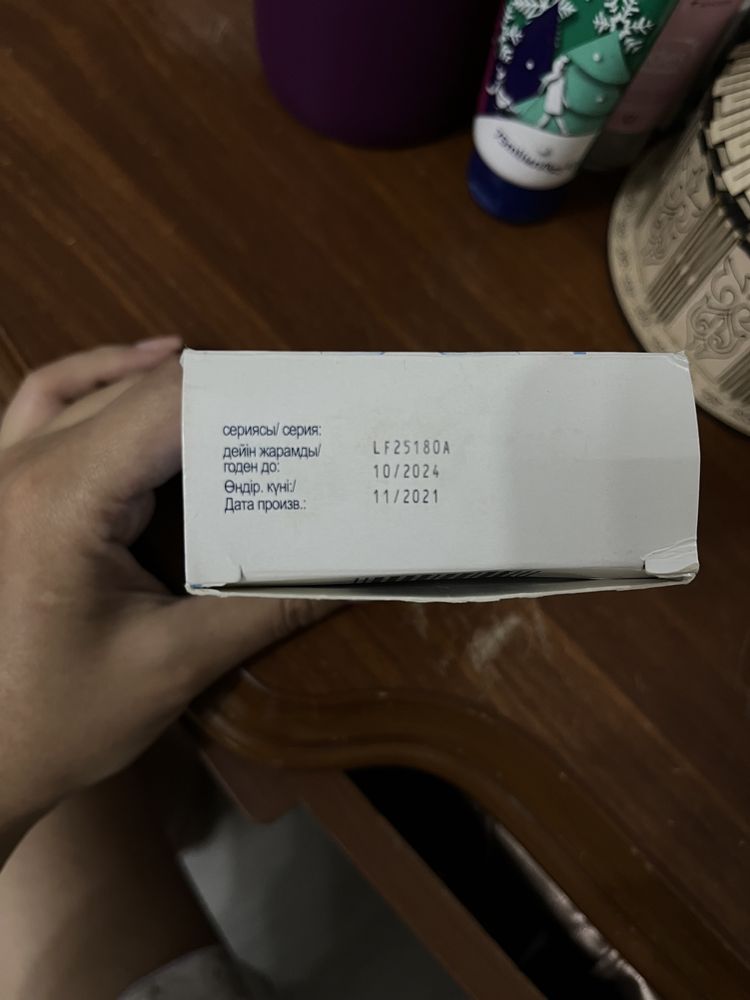 сериясы/ серия:
LF25180A
дейін жарамды/
годен до:
10/2024
Өндір. күні:/
Дата произв.:
11/2021